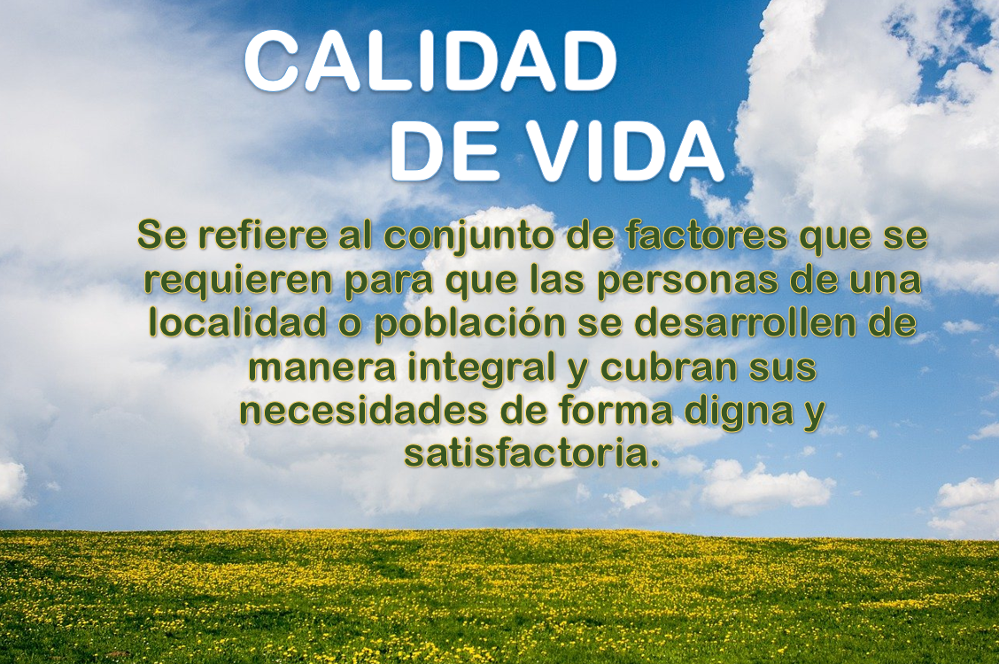 CALIDAD
DE VIDA
Se refiere al conjunto de factores que se
requieren para que las personas de una
localidad o población se desarrollen de
manera integral y cubran sus
necesidades de forma digna y
satisfactoria.